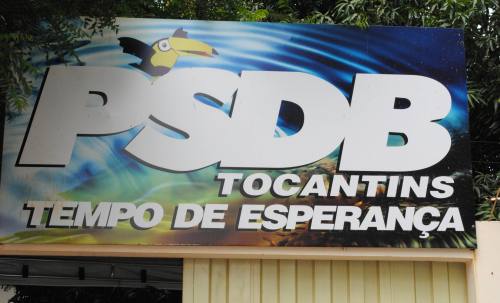 PSDB
TOCANTINS
TEMPO DE ESPERANÇA